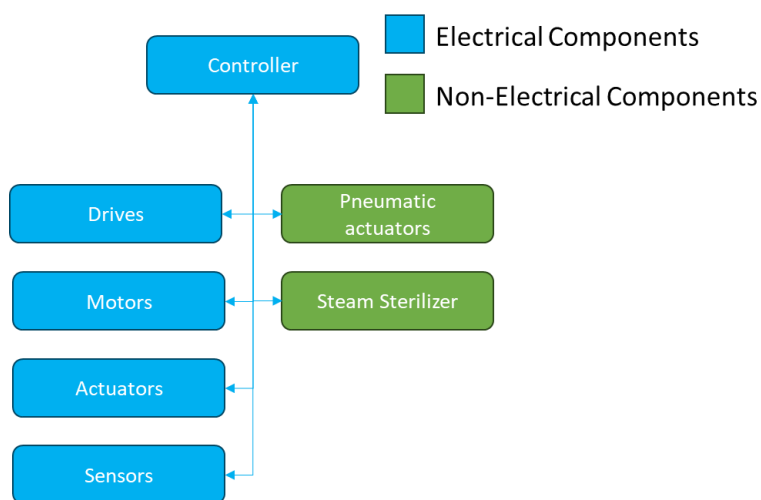 Controller
Electrical Components
Non-Electrical Components
Drives
Pneumatic
actuators
Motors
Steam Sterilizer
Actuators
Sensors